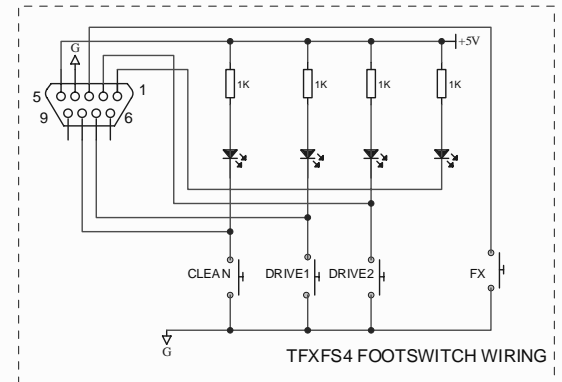 +5V
G
5
1
9
6
1K
1K
1K
1K
CLEAN
DRIVE1
DRIVE2
FX
G
TFXFS4 FOOTSWITCH WIRING